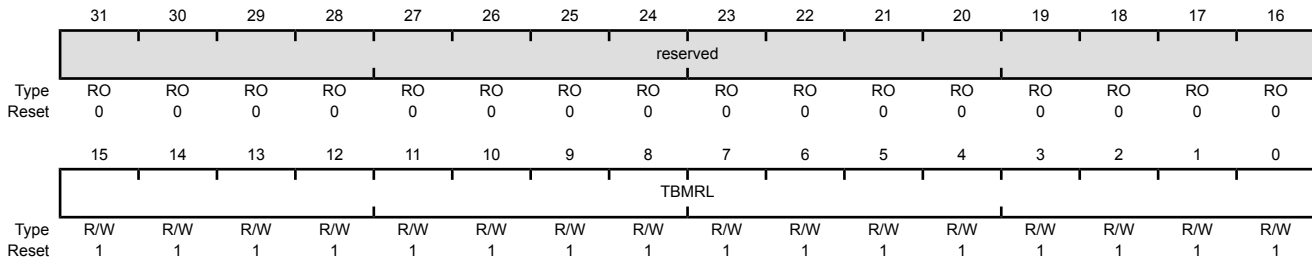 31 30 29 28 27 26 25 24 23 22 21 20 19 18 17 16
reserved
Type RO RO RO RO RO RO RO RO RO RO RO RO RO RO RO RO
Reset 0 0 0 0 0 0 0 0 0 0 0 0 0 0 0 0
15 14 13 12 11 10 9 8 7 6 5 4 3 2 1 0
TBMRL
Type R/W R/W R/W R/W R/W R/W R/W R/W R/W R/W R/W R/W R/W R/W R/W R/W
Reset 1 1 1 1 1 1 1 1 1 1 1 1 1 1 1 1